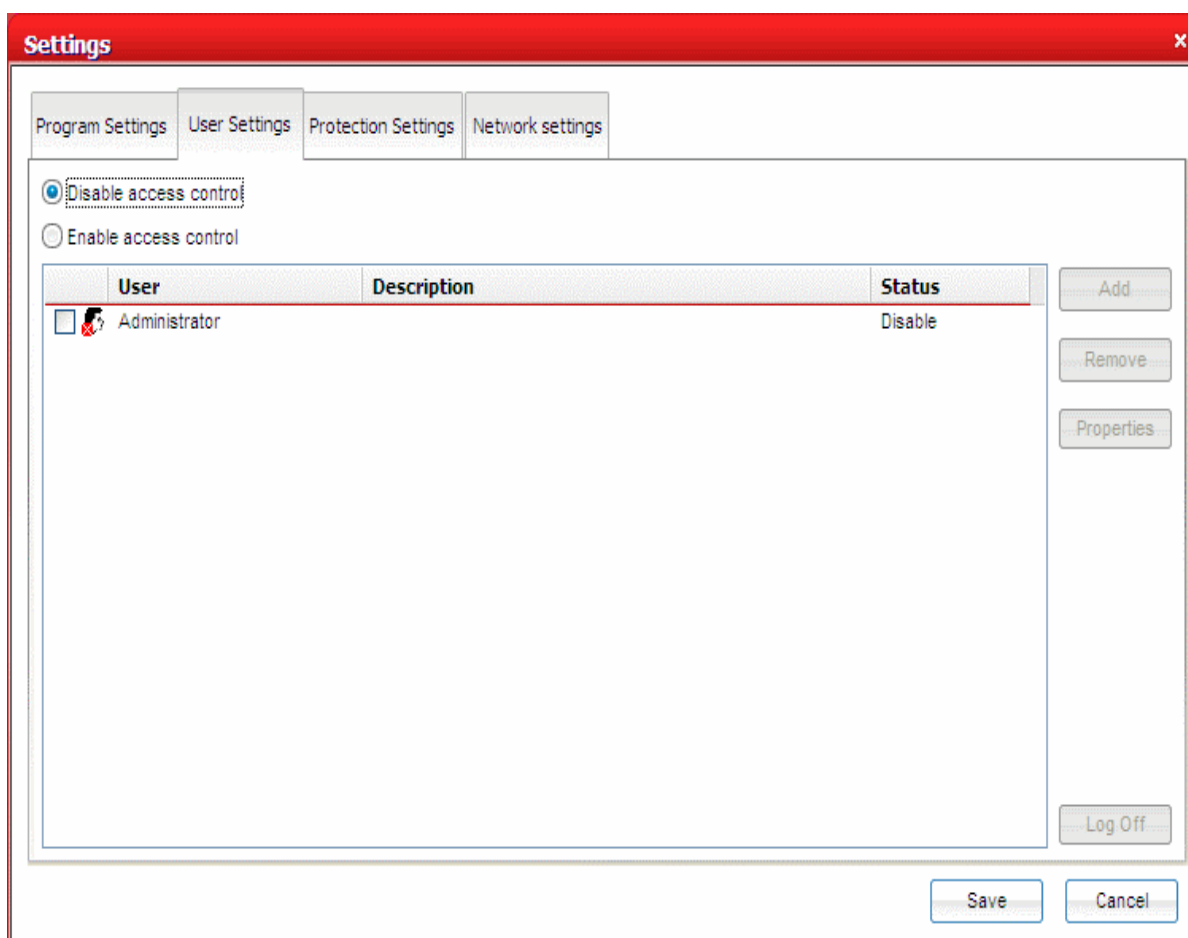 Settings
Program Settings User Settings Protection Settings Network settings
Disable access control
Enable access control
User Description Status
Administrator Disable
Add
Remove
Properties
Log Off
Save Cancel